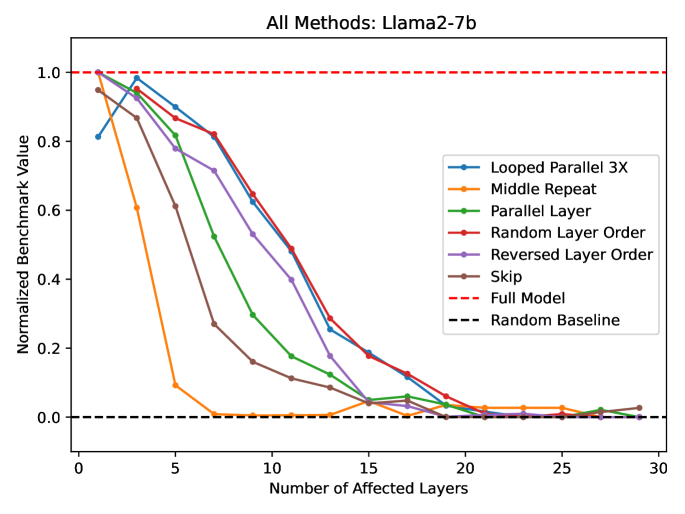 All Methods: Llama2-7b
Normalized Benchmark Value
1.0
0.8
0.6
0.4
0.2
0.0
Looped Parallel 3X
Middle Repeat
Parallel Layer
Random Layer Order
Reversed Layer Order
Skip
Full Model
Random Baseline
0 5 10 15 20 25 30
Number of Affected Layers